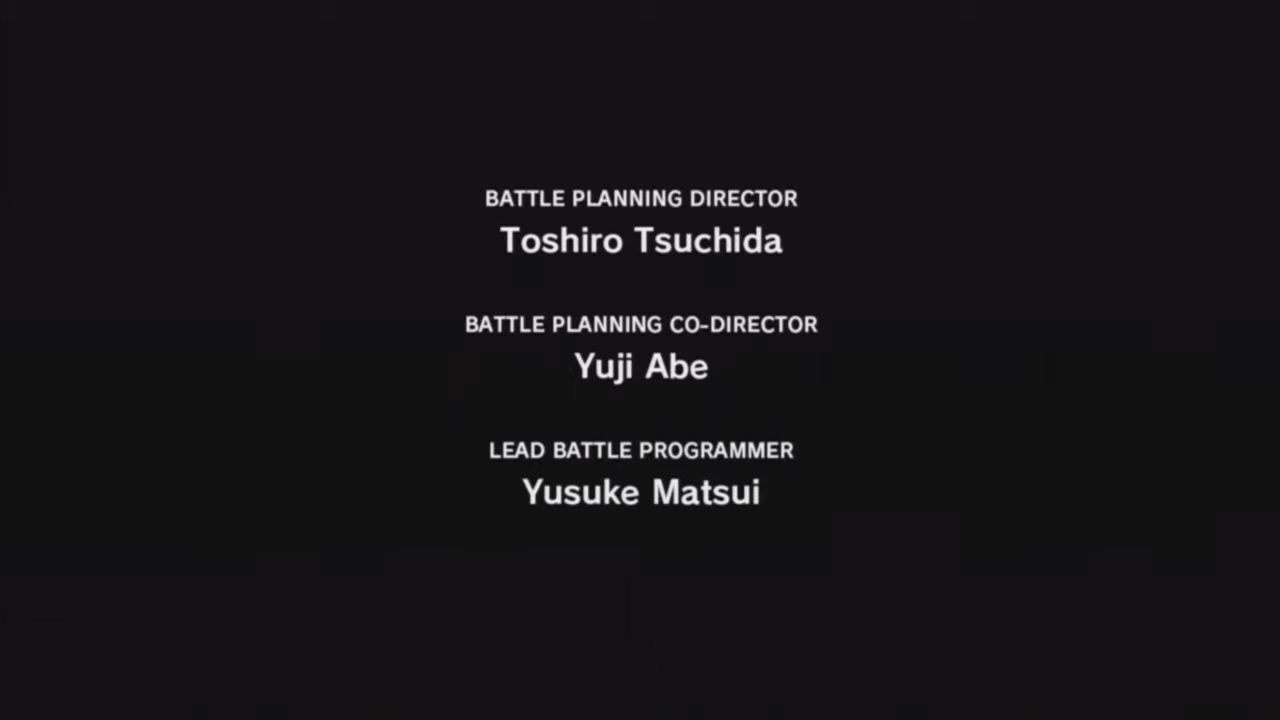 BATTLE PLANNING DIRECTOR
Toshiro Tsuchida
BATTLE PLANNING CO-DIRECTOR
Yuji Abe
LEAD BATTLE PROGRAMMER
Yusuke Matsui